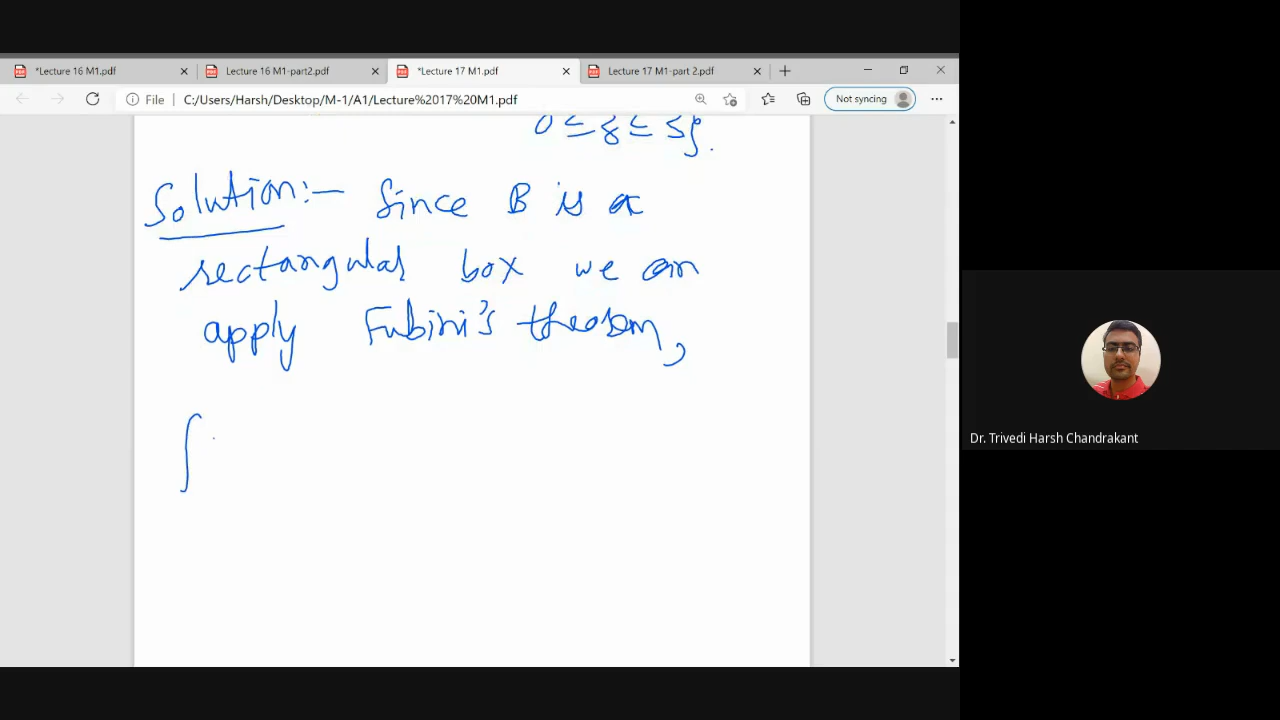 *Lecture 16 M1.pdf
Lecture 16 M1-part2.pdf
*Lecture 17 M1.pdf
Lecture 17 M1-part 2.pdf
File
C:/Users/Harsh/Desktop/M-1/A1/Lecture%2017%20M1.pdf
Not syncing
Solution:- Since B is a
rectangular box we can
apply Fubini's theorem,
∫
Dr. Trivedi Harsh Chandrakant